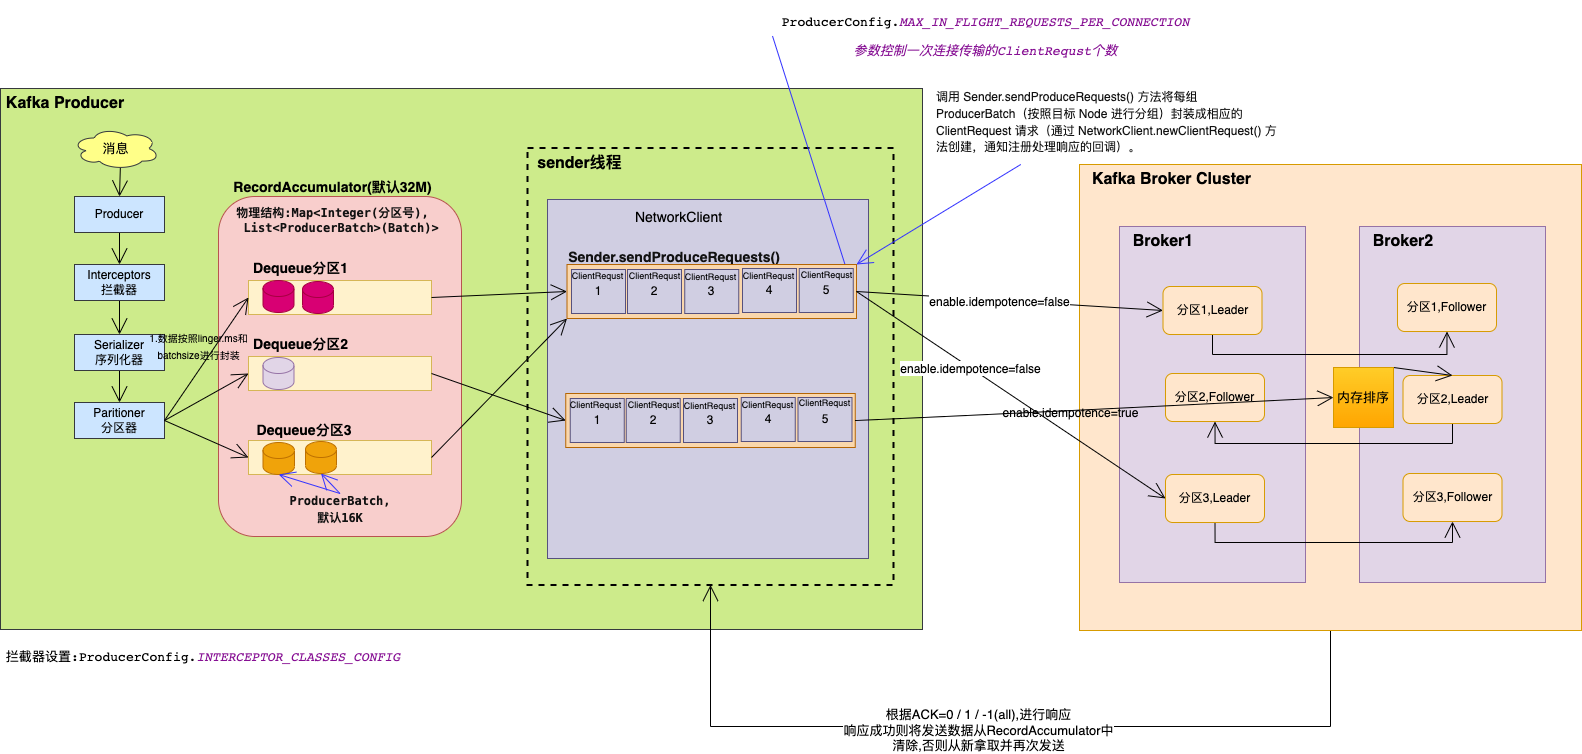 ProducerConfig.MAX_IN_FLIGHT_REQUESTS_PER_CONNECTION
参数控制一次连接传输的ClientRequst个数
Kafka Producer
调用 Sender.sendProduceRequests() 方法将每组
ProducerBatch（按照目标 Node 进行分组）封装成相应的
ClientRequest 请求（通过 NetworkClient.newClientRequest() 方
法创建，通知注册处理响应的回调）。
消息
Producer
Interceptors
拦截器
Serializer
序列化器
Paritioner
分区器
1.数据按照linger.ms和
batchsize进行封装
RecordAccumulator(默认32M)
物理结构:Map<Integer(分区号),
List<ProducerBatch>(Batch)>
Dequeue分区1
Dequeue分区2
Dequeue分区3
ProducerBatch,
默认16K
sender线程
NetworkClient
Sender.sendProduceRequests()
ClientRequst
1
ClientRequst
2
ClientRequst
3
ClientRequst
4
ClientRequst
5
ClientRequst
1
ClientRequst
2
ClientRequst
3
ClientRequst
4
ClientRequst
5
enable.idempotence=false
enable.idempotence=false
enable.idempotence=true
Kafka Broker Cluster
Broker1
分区1,Leader
分区2,Follower
分区3,Leader
内存排序
Broker2
分区1,Follower
分区2,Leader
分区3,Follower
拦截器设置:ProducerConfig.INTERCEPTOR_CLASSES_CONFIG
根据ACK=0 / 1 / -1(all),进行响应
响应成功则将发送数据从RecordAccumulator中
清除,否则从新拿取并再次发送